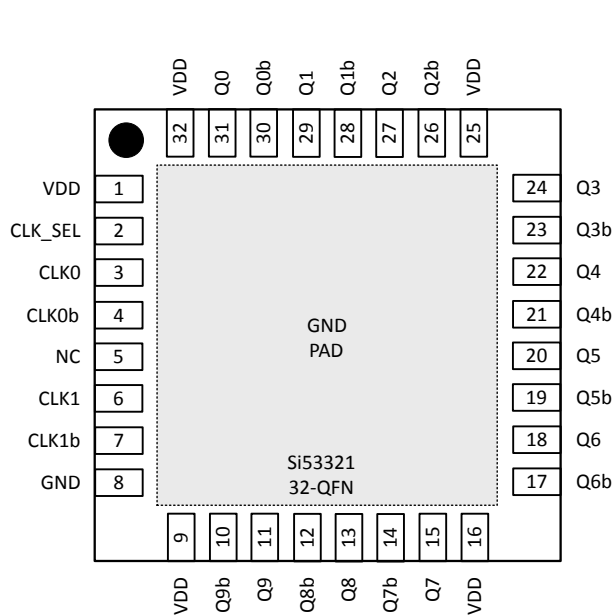 VDD Q0 Q0b Q1 Q1b Q2 Q2b VDD
32 31 30 29 28 27 26 25
VDD 1 24 Q3
CLK_SEL 2 23 Q3b
CLK0 3 22 Q4
CLK0b 4 21 Q4b
GND
PAD
NC 5 20 Q5
CLK1 6 19 Q5b
CLK1b 7 18 Q6
GND 8 17 Q6b
Si53321
32-QFN
9 10 11 12 13 14 15 16
VDD Q9b Q9 Q8b Q8 Q7b Q7 VDD